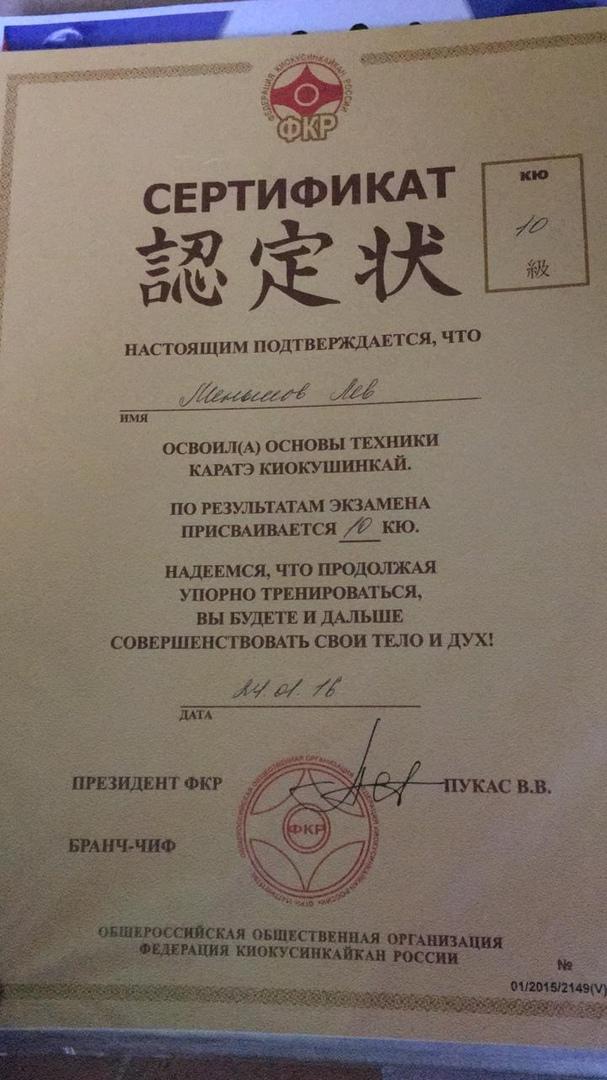 ФЕДЕРАЦИЯ КИОКУСИНКАЙКАН РОССИИ
ФКР
СЕРТИФИКАТ
認定状
КЮ
10
級
НАСТОЯЩИМ ПОДТВЕРЖДАЕТСЯ, ЧТО
Меньшов Лев
ИМЯ
ОСВОИЛ(А) ОСНОВЫ ТЕХНИКИ
КАРАТЭ КИОКУШИНКАЙ.
ПО РЕЗУЛЬТАТАМ ЭКЗАМЕНА
ПРИСВАИВАЕТСЯ 10 КЮ.
НАДЕЕМСЯ, ЧТО ПРОДОЛЖАЯ
УПОРНО ТРЕНИРОВАТЬСЯ,
ВЫ БУДЕТЕ И ДАЛЬШЕ
СОВЕРШЕНСТВОВАТЬ СВОИ ТЕЛО И ДУХ!
24.01.16
ДАТА
ПРЕЗИДЕНТ ФКР ПУКАС В.В.
БРАНЧ-ЧИФ
ОБЩЕРОССИЙСКАЯ ОБЩЕСТВЕННАЯ ОРГАНИЗАЦИЯ
ФКР
ОБЩЕРОССИЙСКАЯ ОБЩЕСТВЕННАЯ ОРГАНИЗАЦИЯ
ФЕДЕРАЦИЯ КИОКУСИНКАЙКАН РОССИИ
№
01/2015/2149(V)